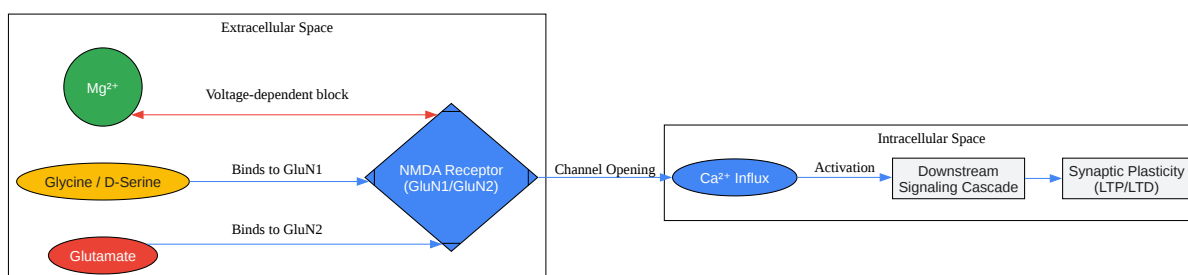 Extracellular Space
Mg²⁺
Voltage-dependent block
Glycine / D-Serine
Binds to GluN1
NMDA Receptor
(GluN1/GluN2)
Glutamate
Binds to GluN2
Channel Opening
Intracellular Space
Ca²⁺ Influx
Activation
Downstream
Signaling Cascade
Synaptic Plasticity
(LTP/LTD)